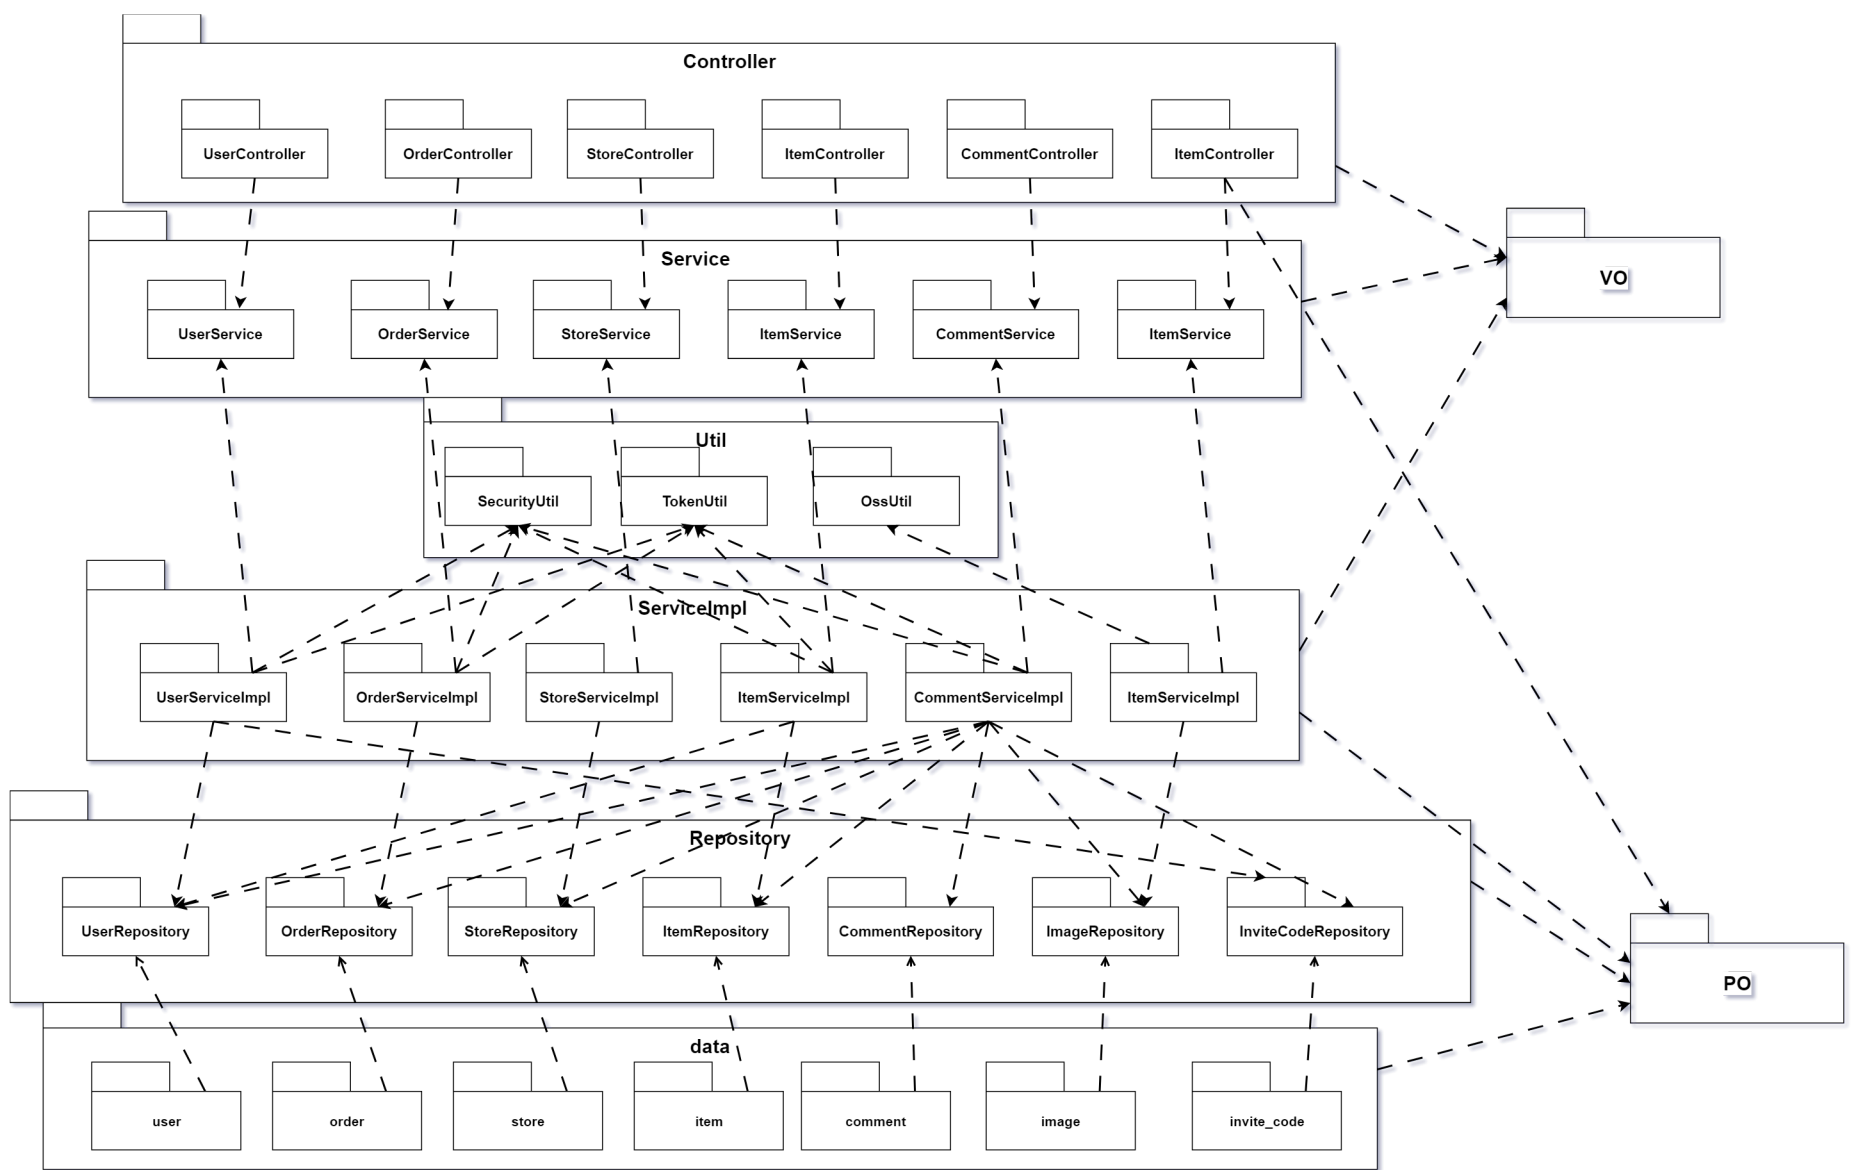 Controller
UserController
OrderController
StoreController
ItemController
CommentController
ItemController
Service
VO
UserService
OrderService
StoreService
ItemService
CommentService
ItemService
Util
SecurityUtil
TokenUtil
OssUtil
ServiceImpl
UserServiceImpl
OrderServiceImpl
StoreServiceImpl
ItemServiceImpl
CommentServiceImpl
ItemServiceImpl
Repository
UserRepository
OrderRepository
StoreRepository
ItemRepository
CommentRepository
ImageRepository
InviteCodeRepository
PO
data
user
order
store
item
comment
image
invite_code